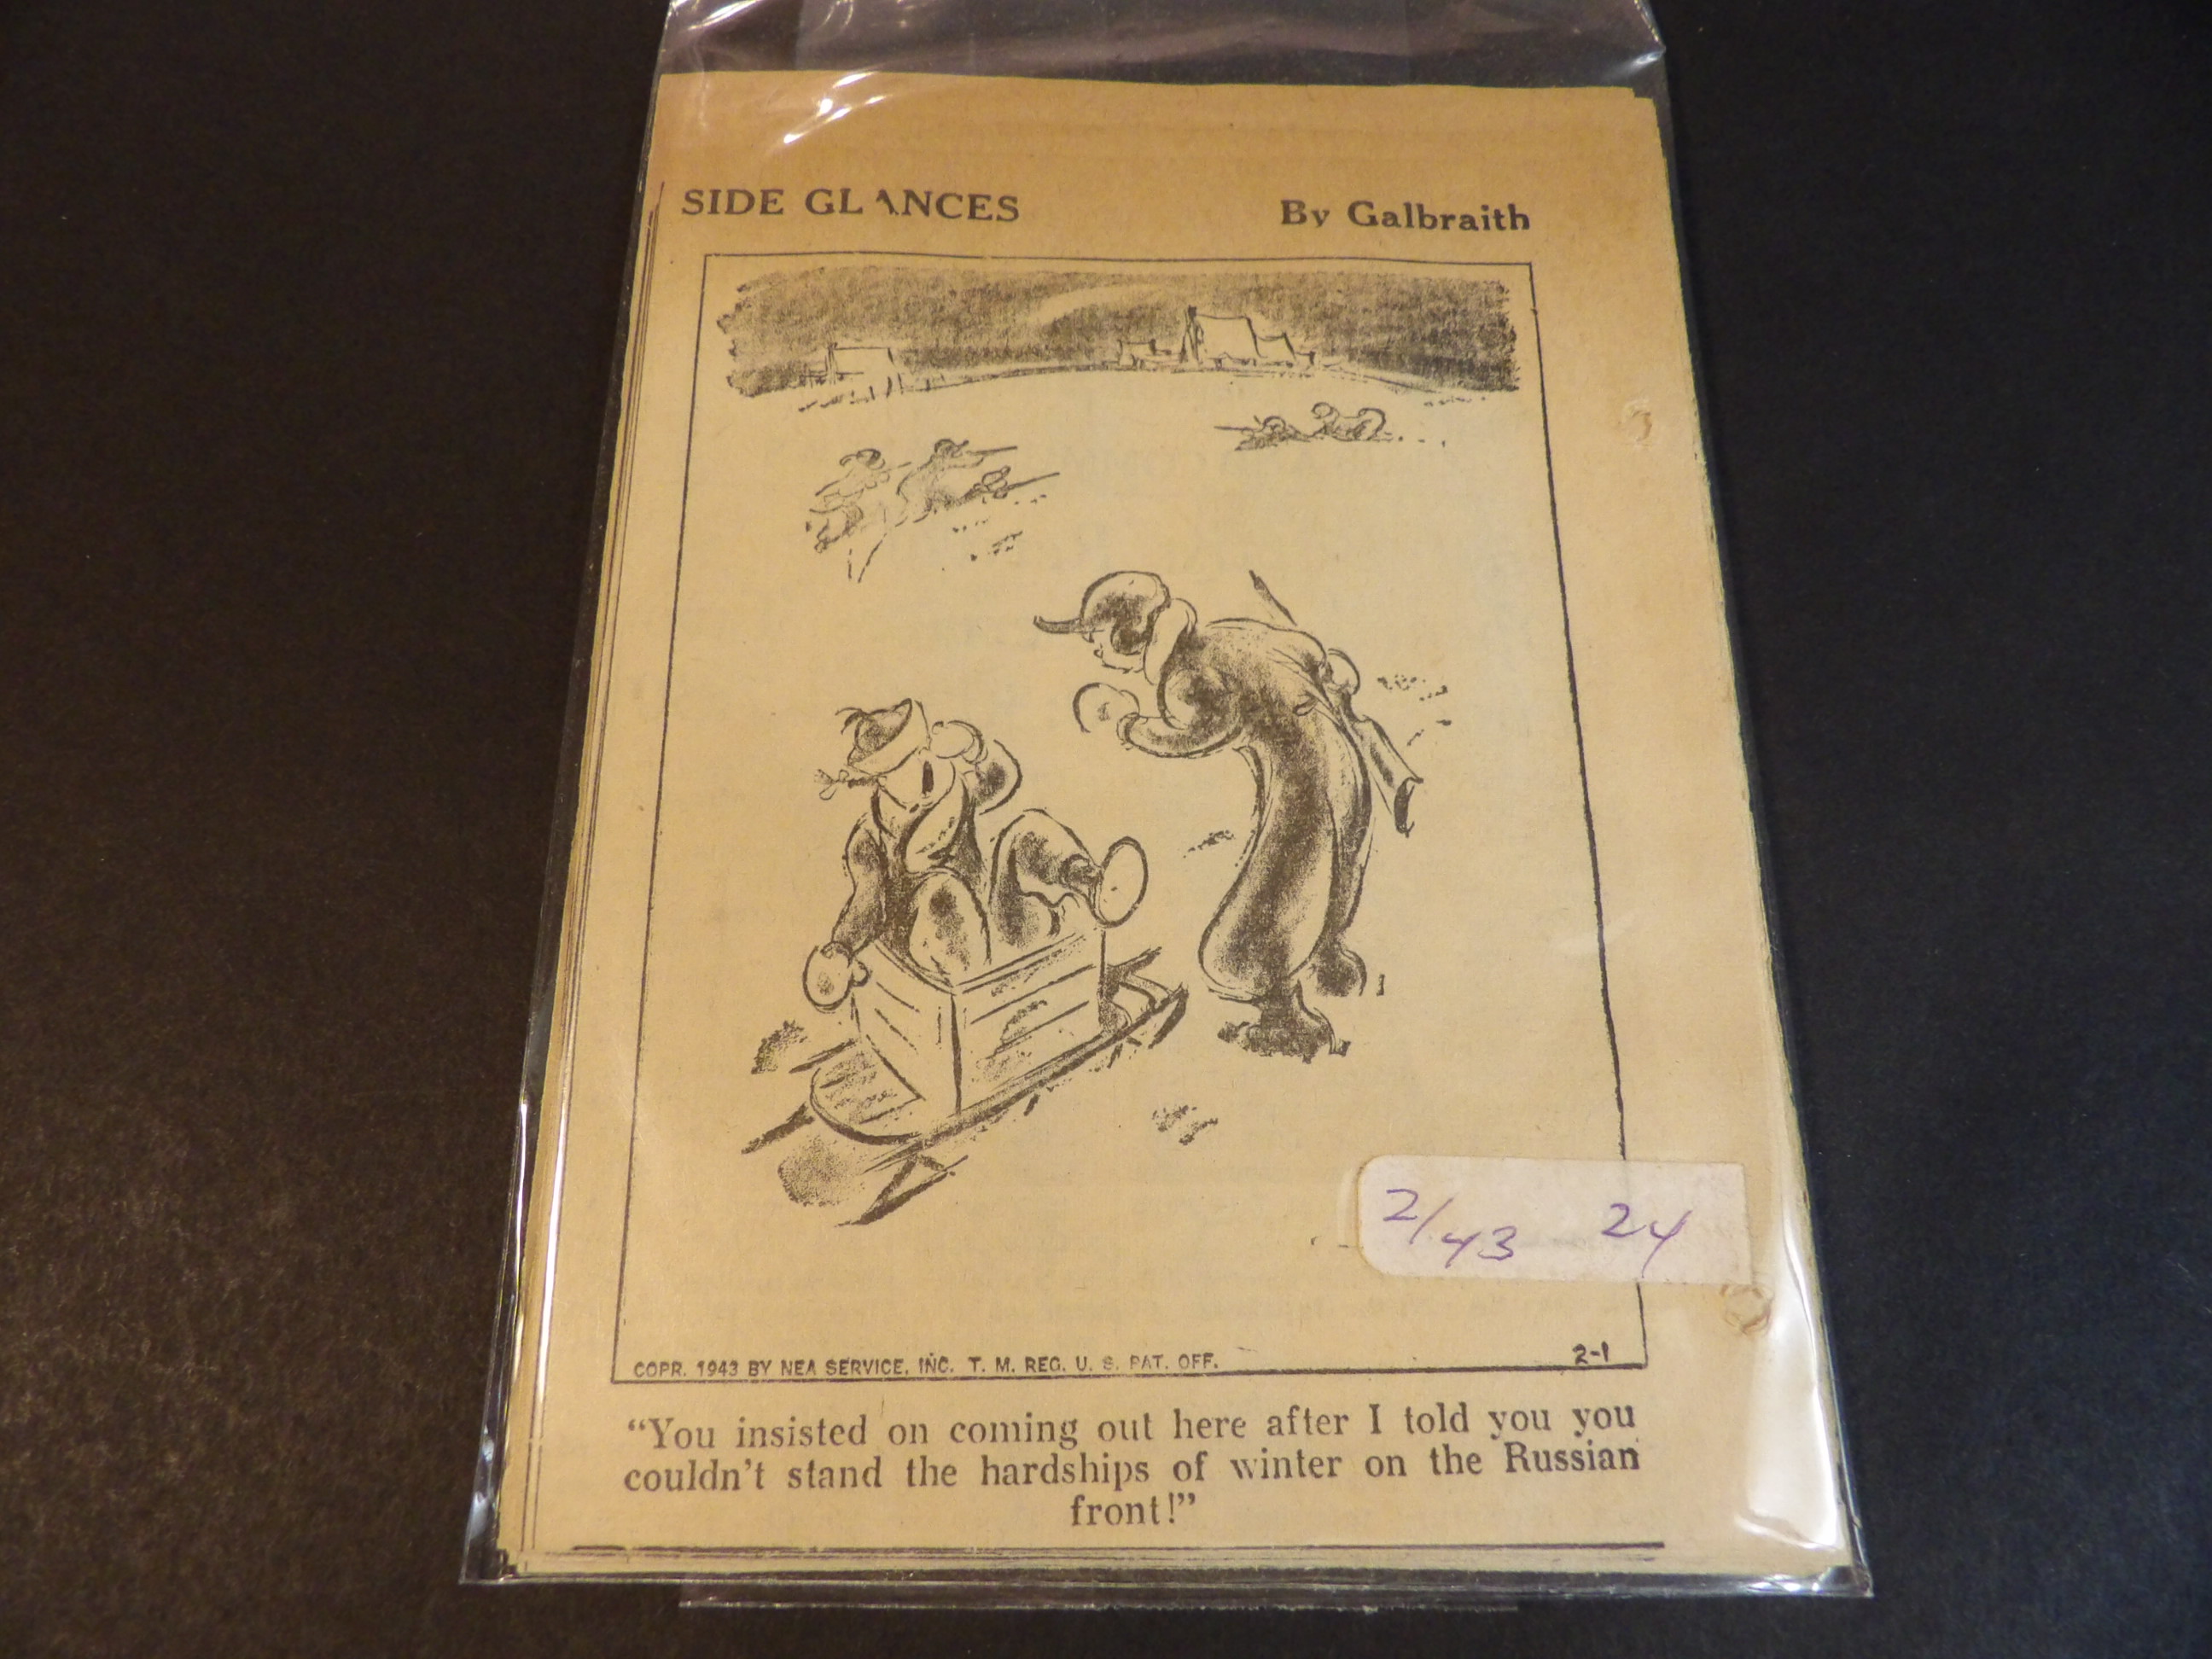 SIDE GLANCES By Galbraith
2/43 24
COPR. 1943 BY NEA SERVICE, INC. T. M. REG. U. S. PAT. OFF. 2-1
“You insisted on coming out here after I told you you
couldn’t stand the hardships of winter on the Russian
front!”